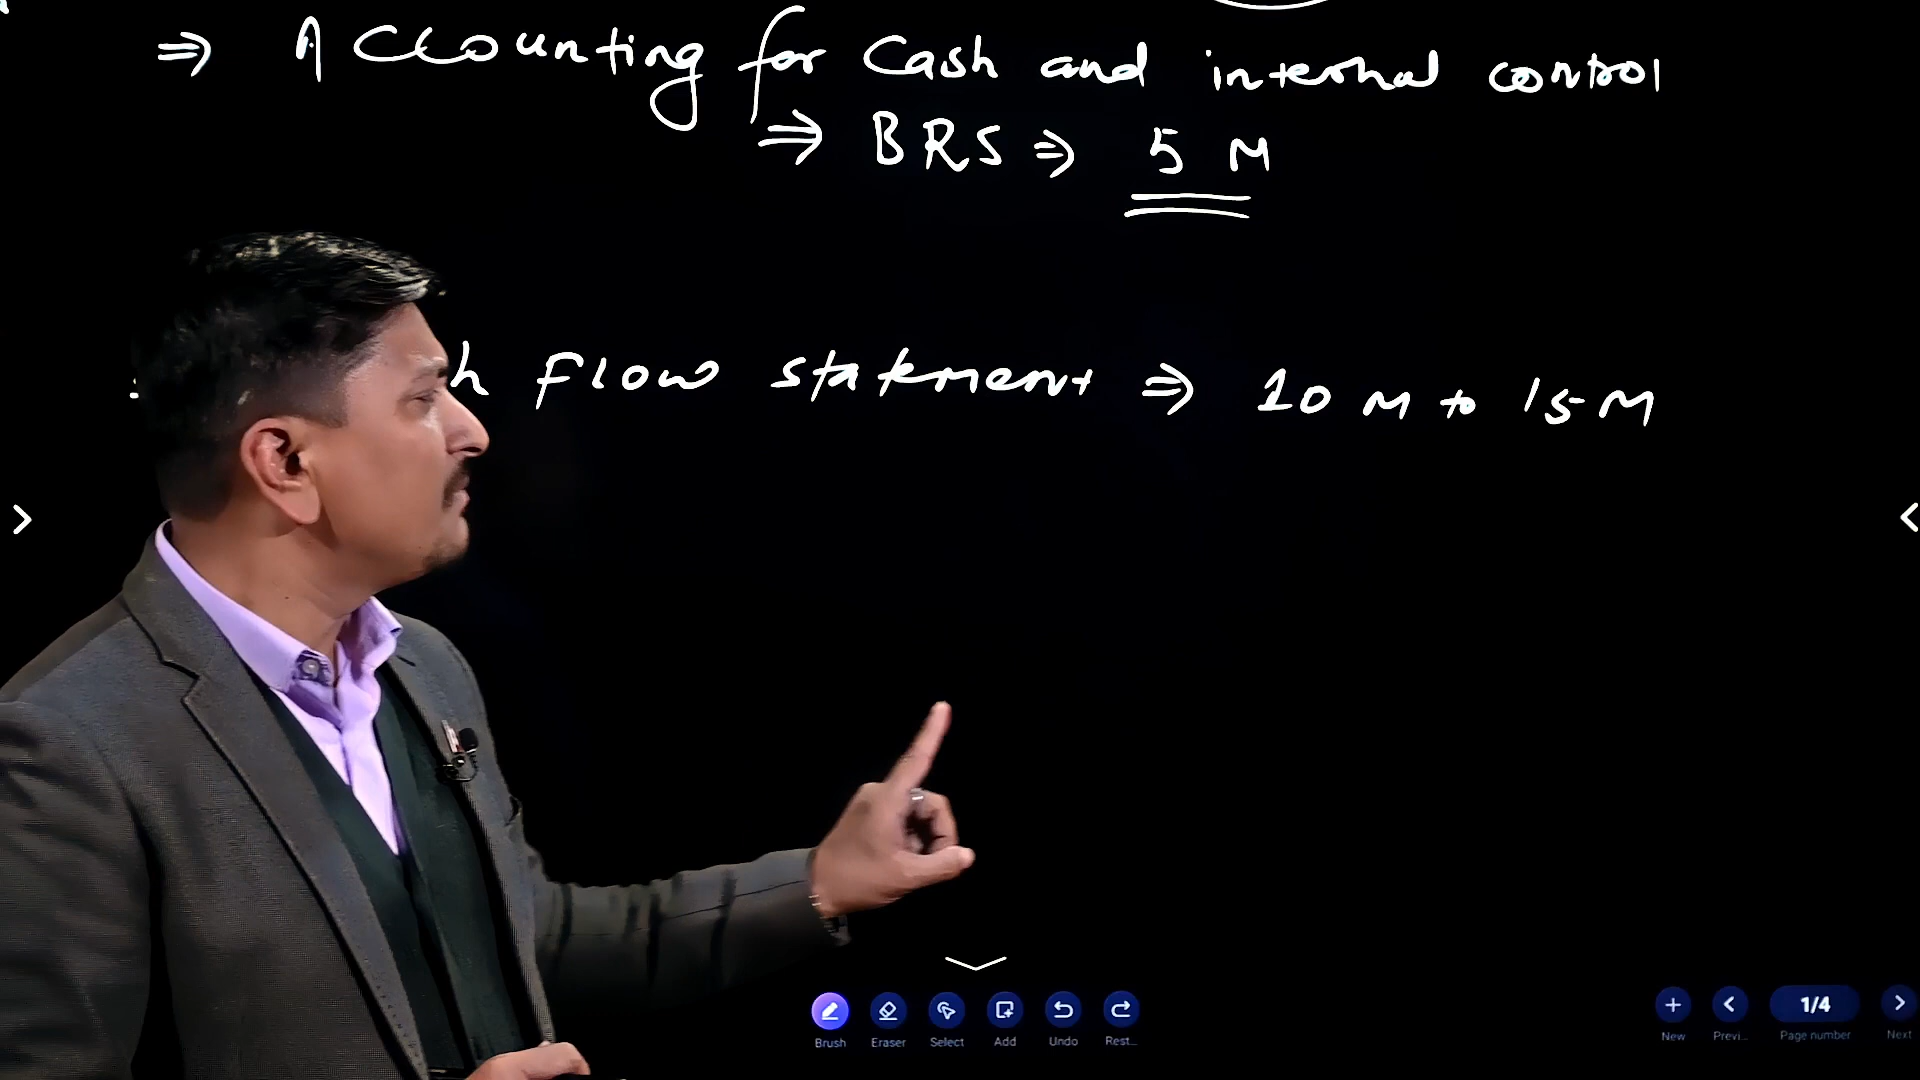 ⇒ Accounting for Cash and internal control
⇒ BRS ⇒ 5 M
h flow statement ⇒ 10 M to 15 M
Brush Eraser Select Add Undo Rest...
New Previ... 1/4 Page number Next